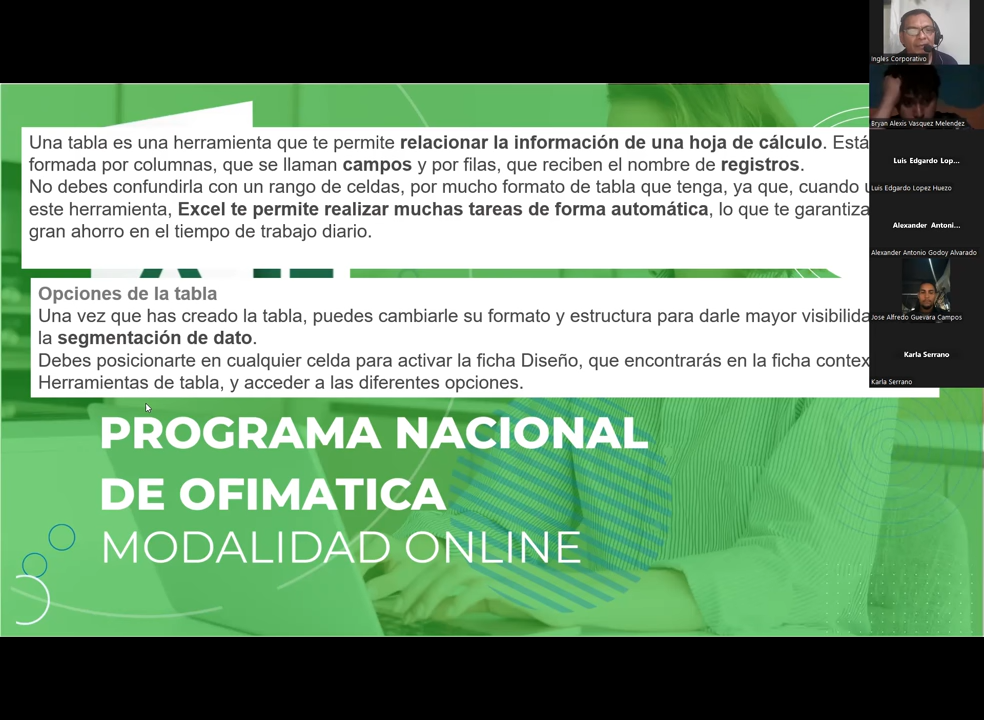 Una tabla es una herramienta que te permite relacionar la información de una hoja de cálculo. Está
formada por columnas, que se llaman campos y por filas, que reciben el nombre de registros.
No debes confundirla con un rango de celdas, por mucho formato de tabla que tenga, ya que, cuando
este herramienta, Excel te permite realizar muchas tareas de forma automática, lo que te garantiza
gran ahorro en el tiempo de trabajo diario.
Opciones de la tabla
Una vez que has creado la tabla, puedes cambiarle su formato y estructura para darle mayor visibilida
la segmentación de dato.
Debes posicionarte en cualquier celda para activar la ficha Diseño, que encontrarás en la ficha contex
Herramientas de tabla, y acceder a las diferentes opciones.
PROGRAMA NACIONAL
DE OFIMATICA
MODALIDAD ONLINE
Ingles Corporativo
Bryan Alexis Vasquez Melendez
Luis Edgardo Lop...
Luis Edgardo Lopez Huezo
Alexander Antoni...
Alexander Antonio Godoy Alvarado
Jose Alfredo Guevara Campos
Karla Serrano
Karla Serrano